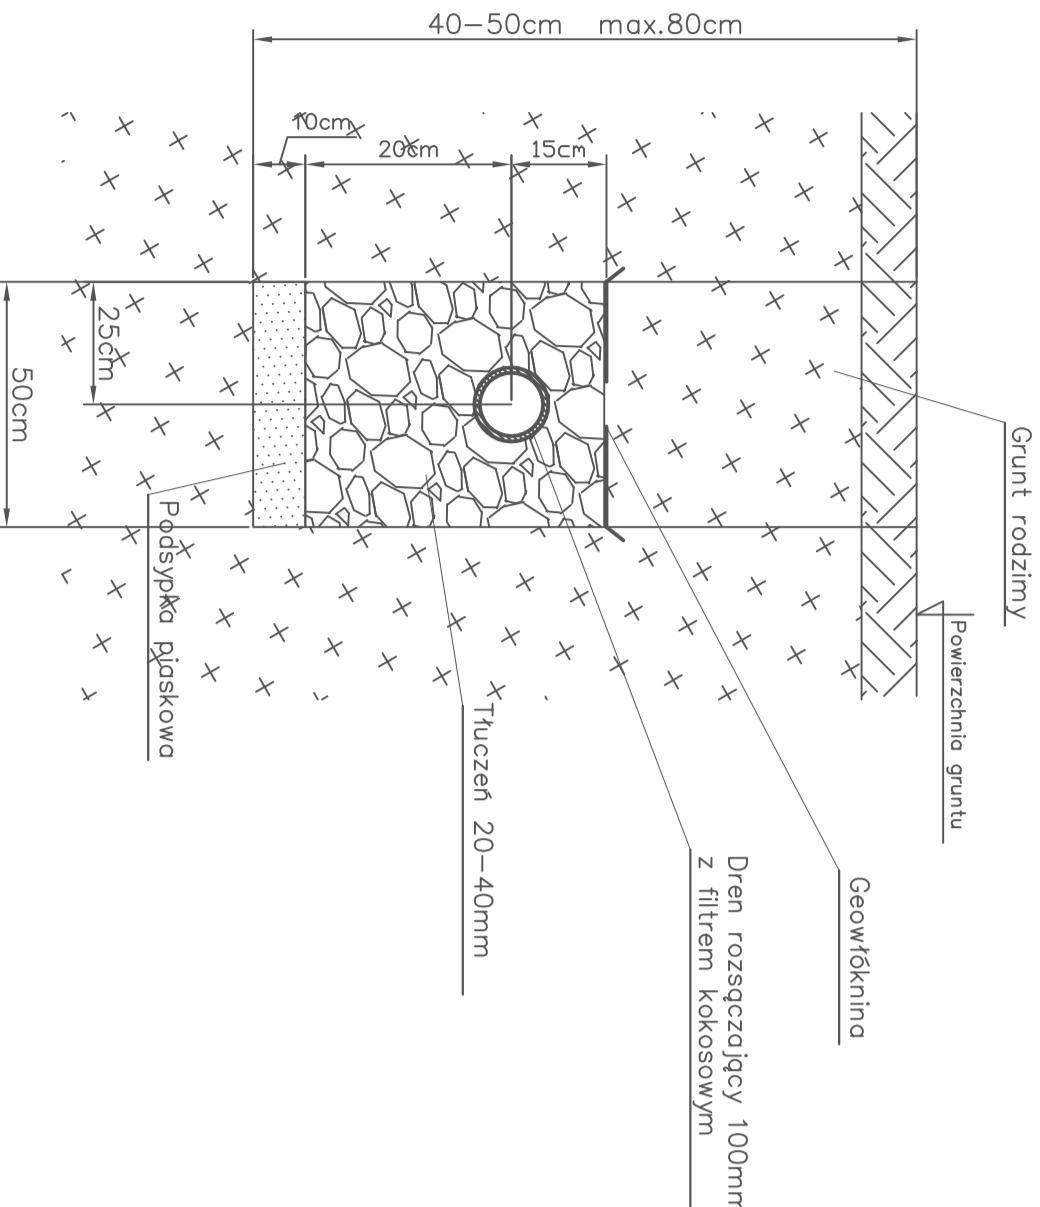 40-50cm max.80cm
10cm
20cm
15cm
25cm
50cm
Grunt rodzimy
Powierzchnia gruntu
Geowłóknina
Dren rozsączający 100mm
z filtrem kokosowym
Tłuczeń 20-40mm
Podsypka piaskowa